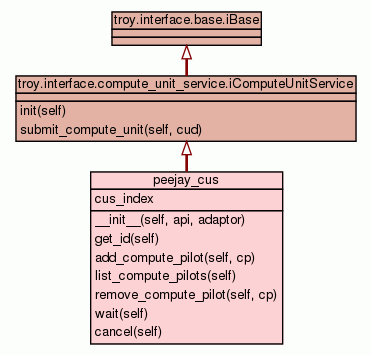 troy.interface.base.iBase
troy.interface.compute_unit_service.iComputeUnitService
init(self)
submit_compute_unit(self, cud)
peejay_cus
cus_index
__init__(self, api, adaptor)
get_id(self)
add_compute_pilot(self, cp)
list_compute_pilots(self)
remove_compute_pilot(self, cp)
wait(self)
cancel(self)